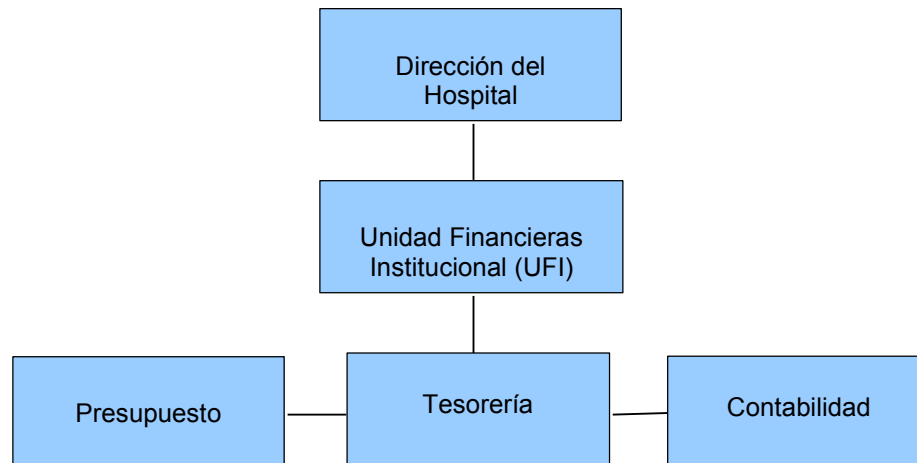 Dirección del
Hospital
Unidad Financieras
Institucional (UFI)
Presupuesto
Tesorería
Contabilidad